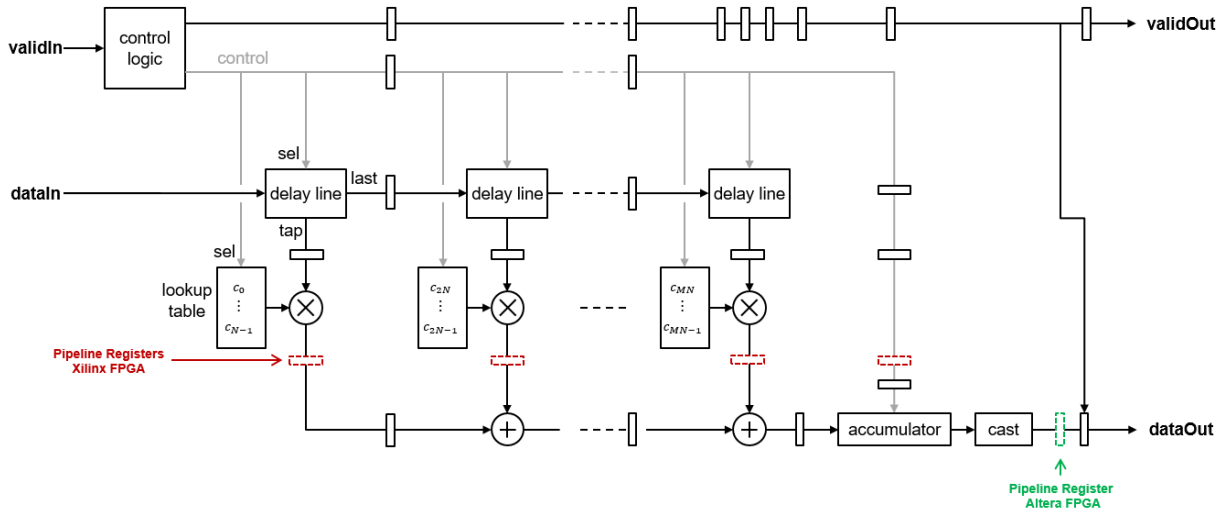 validIn
control
logic
validOut
control
sel
dataIn
delay line
last
delay line
delay line
tap
sel
lookup
table
c₀
⋮
c_{N−1}
c_{2N}
⋮
c_{2N−1}
c_{MN}
⋮
c_{MN−1}
Pipeline Registers
Xilinx FPGA
accumulator
cast
dataOut
Pipeline Register
Altera FPGA